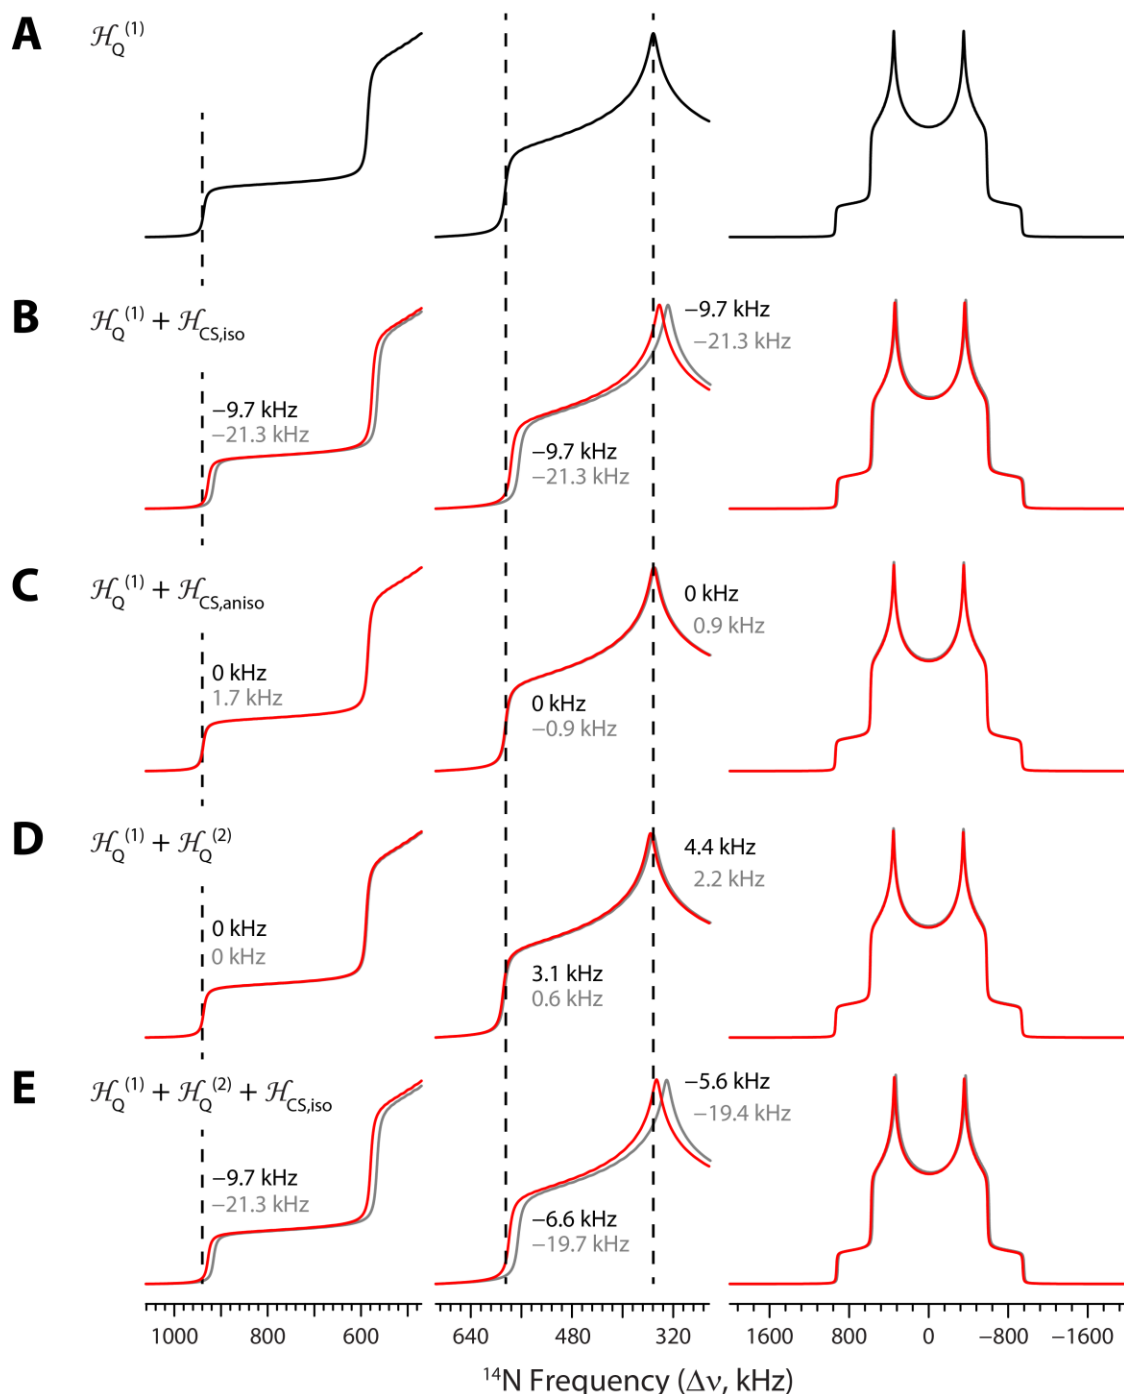 A
ℋQ(1)
B
ℋQ(1) + ℋCS,iso
−9.7 kHz
−21.3 kHz
−9.7 kHz
−21.3 kHz
−9.7 kHz
−21.3 kHz
C
ℋQ(1) + ℋCS,aniso
0 kHz
1.7 kHz
0 kHz
0.9 kHz
0 kHz
−0.9 kHz
D
ℋQ(1) + ℋQ(2)
0 kHz
0 kHz
4.4 kHz
2.2 kHz
3.1 kHz
0.6 kHz
E
ℋQ(1) + ℋQ(2) + ℋCS,iso
−9.7 kHz
−21.3 kHz
−5.6 kHz
−19.4 kHz
−6.6 kHz
−19.7 kHz
1000 800 600 640 480 320 1600 800 0 −800 −1600
14N Frequency (Δν, kHz)